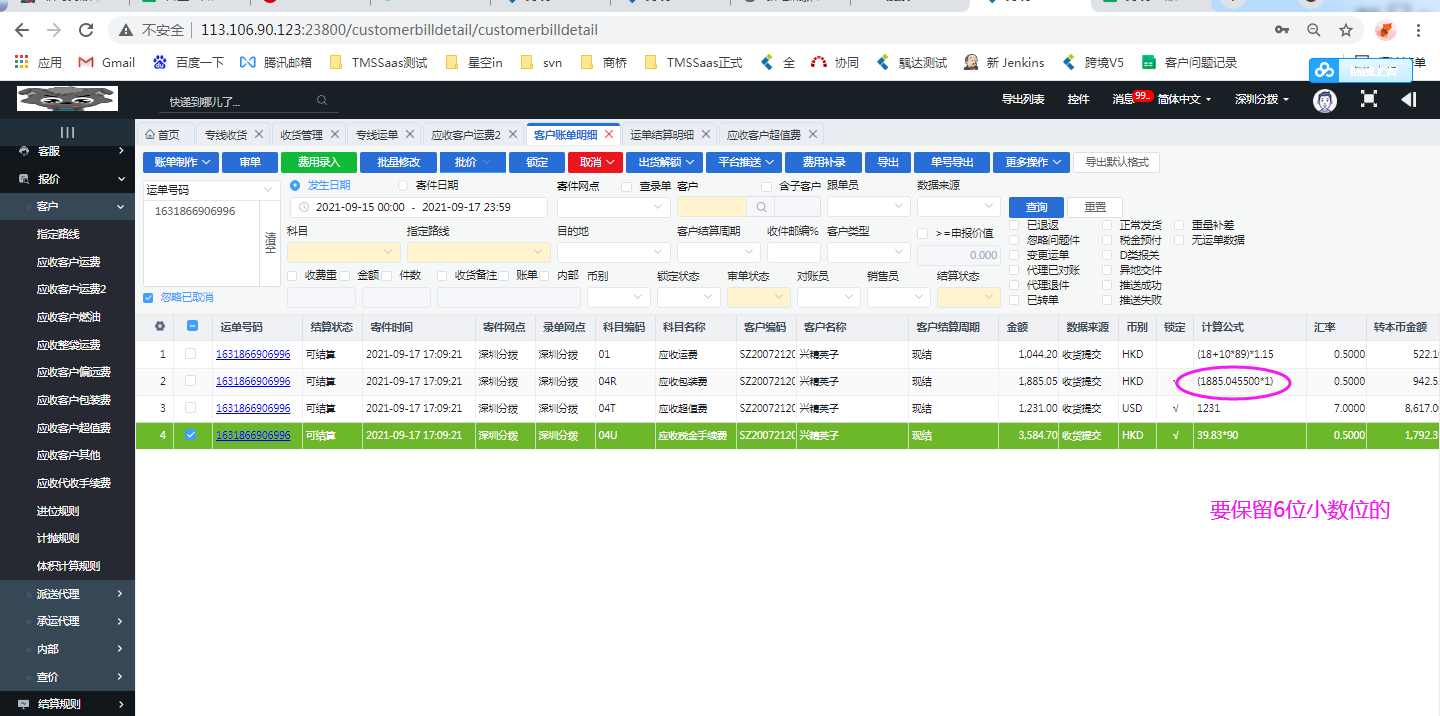 不安全 113.106.90.123:23800/customerbilldetail/customerbilldetail
应用 Gmail 百度一下 腾讯邮箱 TMSSaas测试 星空in svn 商桥 TMSSaas正式 全 协同 飄达测试 新 Jenkins 跨境V5 客户问题记录
快递到哪儿了... 导出列表 控件 消息 99.. 简体中文 深圳分拨
首页 专线收货 收货管理 专线运单 应收客户运费2 客户账单明细 运单结算明细 应收客户超值费
账单制作 审单 费用录入 批量修改 批价 锁定 取消 出货解锁 平台推送 费用补录 导出 单号导出 更多操作 导出默认格式
客服
报价
客户
指定路线
应收客户运费
应收客户运费2
应收客户燃油
应收整袋运费
应收客户偏远费
应收客户包装费
应收客户超值费
应收客户其他
应收代收手续费
进位规则
计抛规则
体积计算规则
派送代理
承运代理
内部
查价
结算规则
运单号码 发生日期 寄件日期 寄件网点 查录单 客户 含子客户 跟单员 数据来源
1631866906996 2021-09-15 00:00 - 2021-09-17 23:59 查询 重置
清空
科目 指定路线 目的地 客户结算周期 收件邮编% 客户类型 >=申报价值
0.000
收费重 金额 件数 收货备注 账单 内部 币别 锁定状态 审单状态 对账员 销售员 结算状态
忽略已取消
已退返 正常发货 重量补差
忽略问题件 税金预付 无运单数据
变更运单 D类报关
代理已对账 异地交件
代理退件 推送成功
已转单 推送失败
运单号码 结算状态 寄件时间 寄件网点 录单网点 科目编码 科目名称 客户编码 客户名称 客户结算周期 金额 数据来源 币别 锁定 计算公式 汇率 转本币金额
1 1631866906996 可结算 2021-09-17 17:09:21 深圳分拨 深圳分拨 01 应收运费 SZ20072120 兴精英子 现结 1,044.20 收货提交 HKD (18+10*89)*1.15 0.5000 522.1
2 1631866906996 可结算 2021-09-17 17:09:21 深圳分拨 深圳分拨 04R 应收包装费 SZ20072120 兴精英子 现结 1,885.05 收货提交 HKD (1885.045500*1) 0.5000 942.5
3 1631866906996 可结算 2021-09-17 17:09:21 深圳分拨 深圳分拨 04T 应收超值费 SZ20072120 兴精英子 现结 1,231.00 收货提交 USD √ 1231 7.0000 8,617.0
4 1631866906996 可结算 2021-09-17 17:09:21 深圳分拨 深圳分拨 04U 应收税金手续费 SZ20072120 兴精英子 现结 3,584.70 收货提交 HKD √ 39.83*90 0.5000 1,792.3
要保留6位小数位的